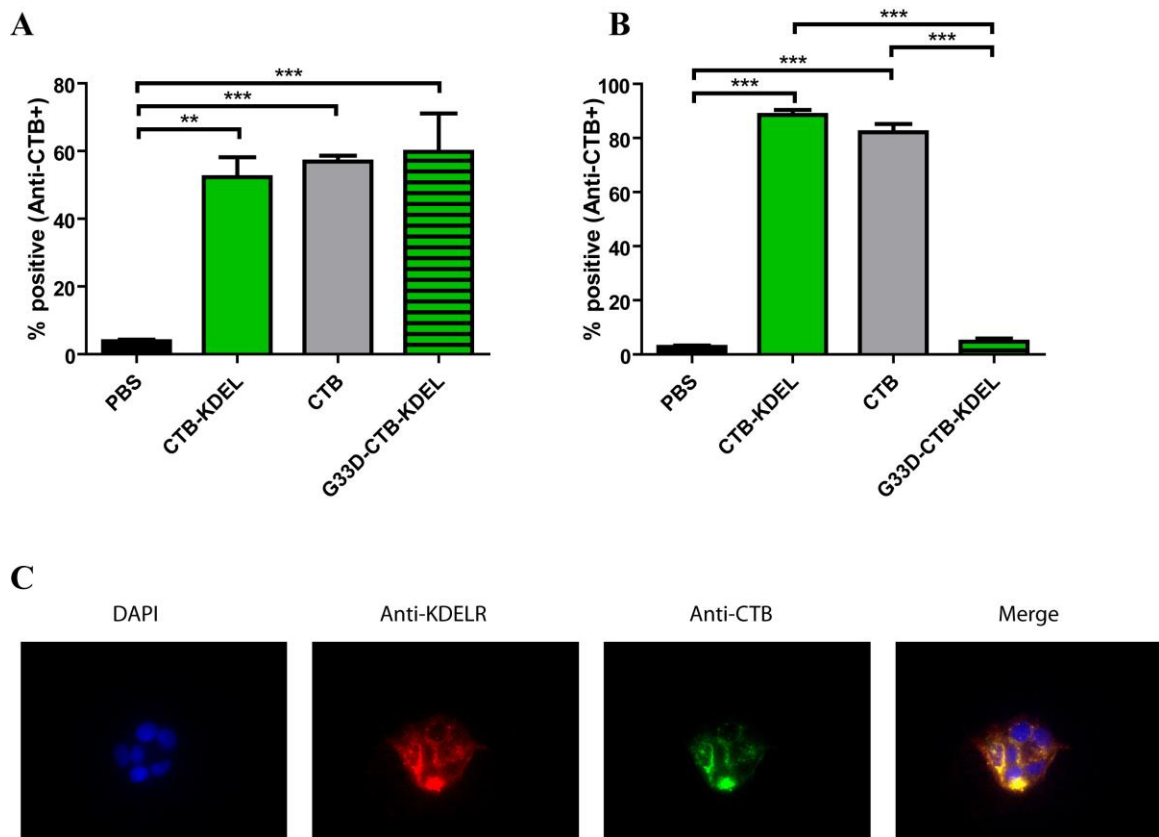 A
% positive (Anti-CTB+)
80
60
40
20
0
***
***
**
PBS
CTB-KDEL
CTB
G33D-CTB-KDEL
B
% positive (Anti-CTB+)
100
80
60
40
20
0
***
***
***
***
PBS
CTB-KDEL
CTB
G33D-CTB-KDEL
C
DAPI Anti-KDELR Anti-CTB Merge